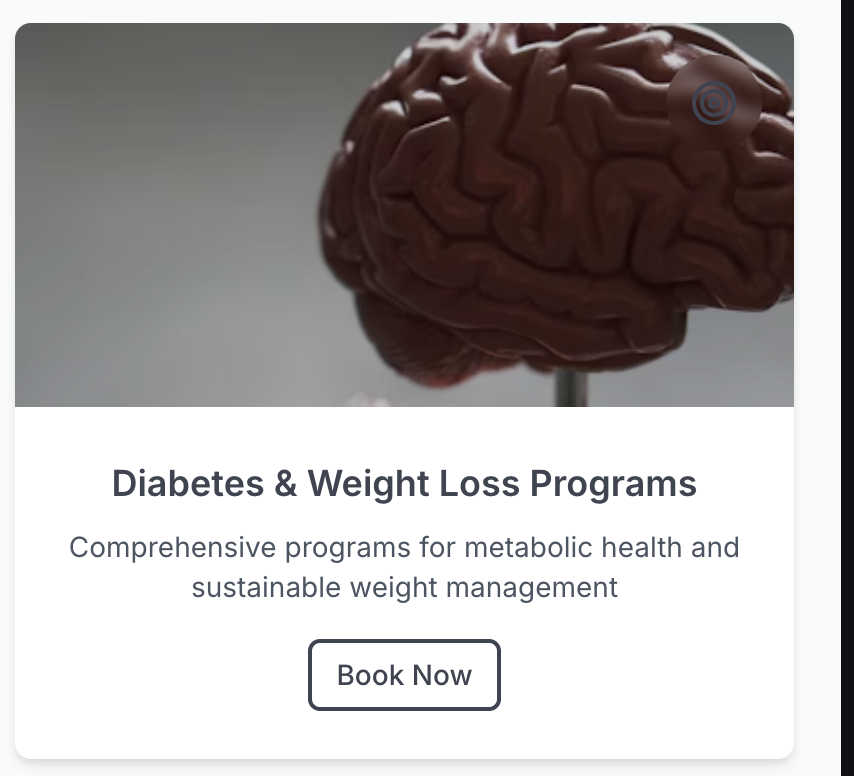 Diabetes & Weight Loss Programs
Comprehensive programs for metabolic health and
sustainable weight management
Book Now